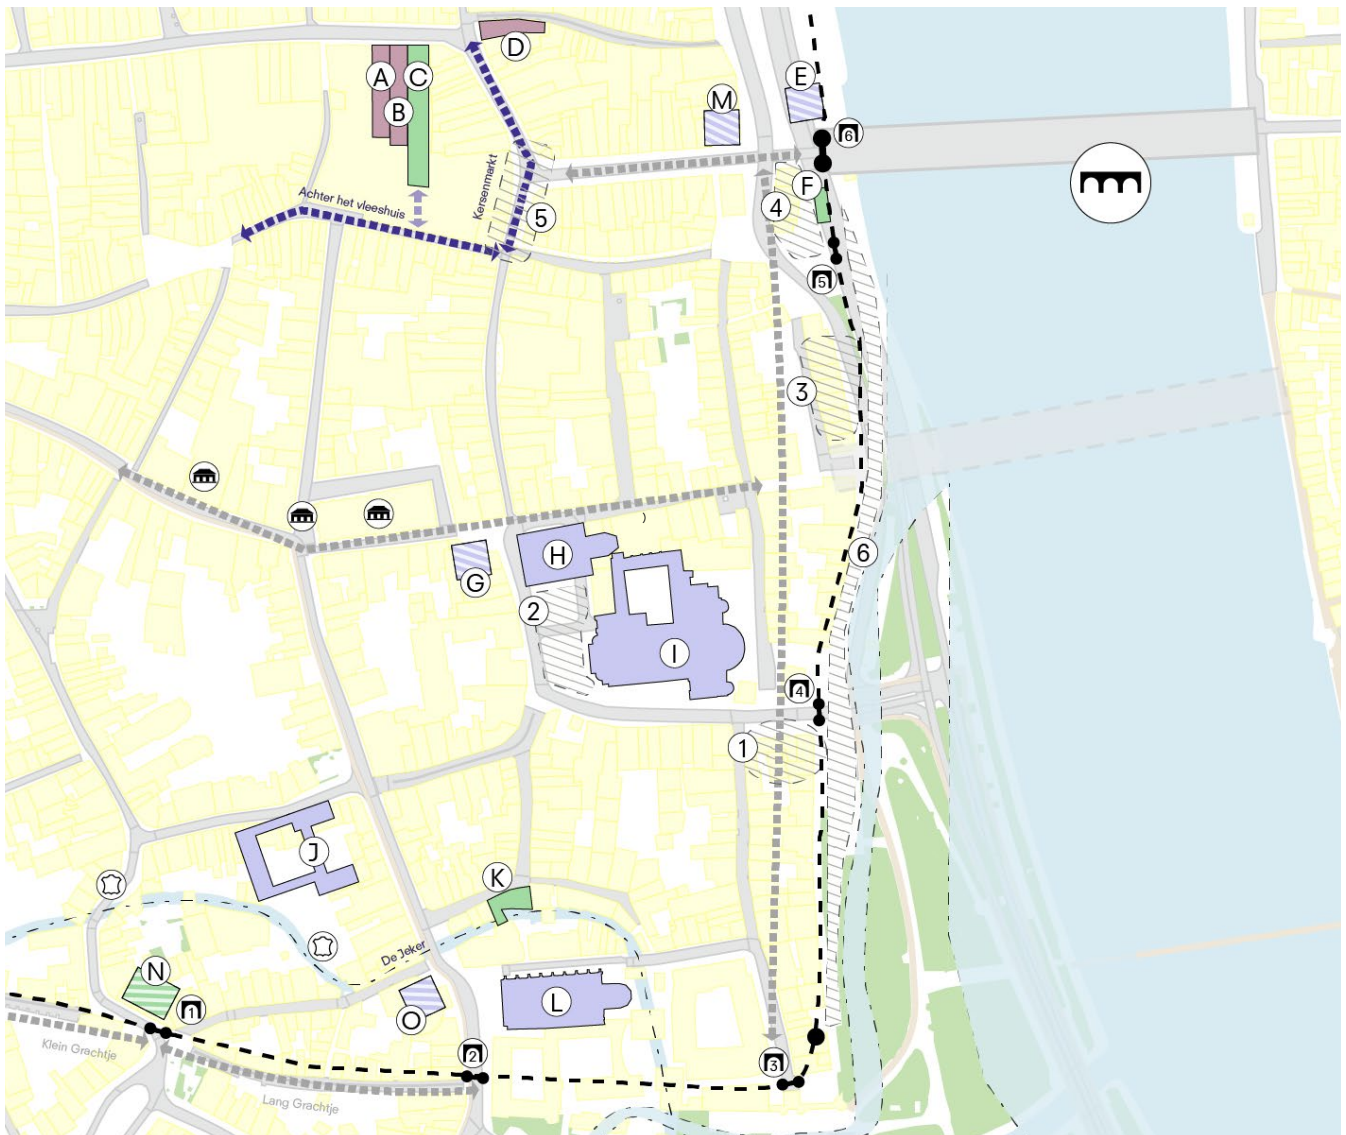 D
A
C
E
M
B
6
F
Achter het vleeshuis
Kersenmarkt
4
5
5
3
H
6
G
2
I
4
1
J
K
De Jeker
N
L
1
O
Klein Grachtje
2
3
Lang Grachtje